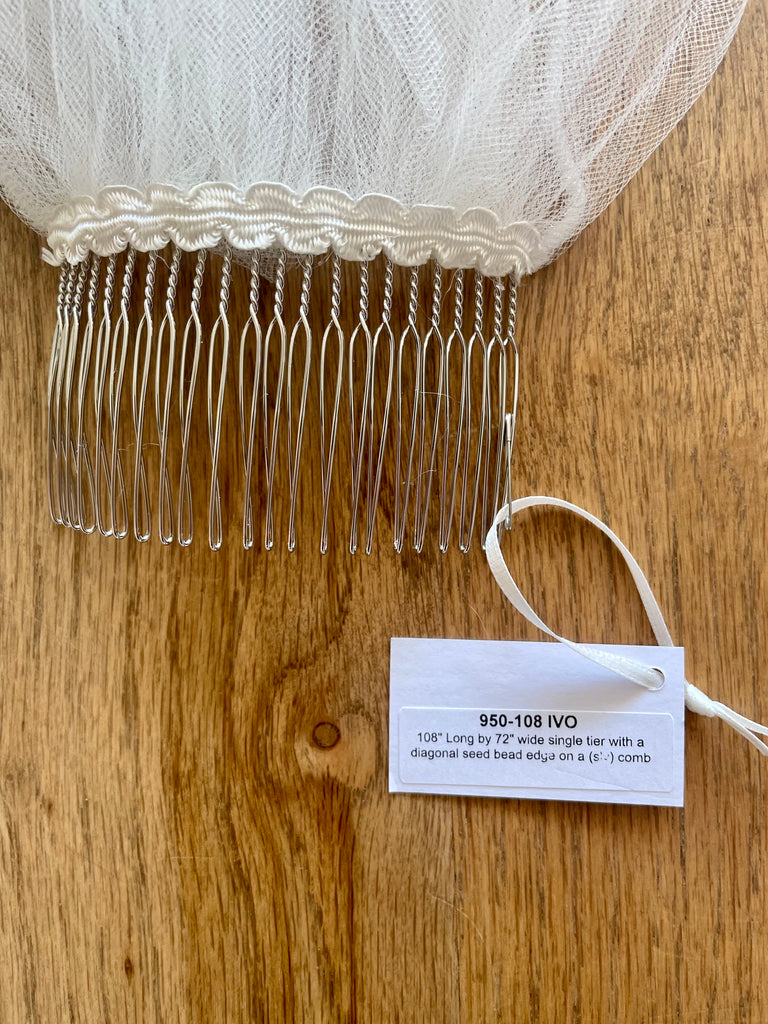 950-108 IVO
108" Long by 72" wide single tier with a
diagonal seed bead edge on a comb